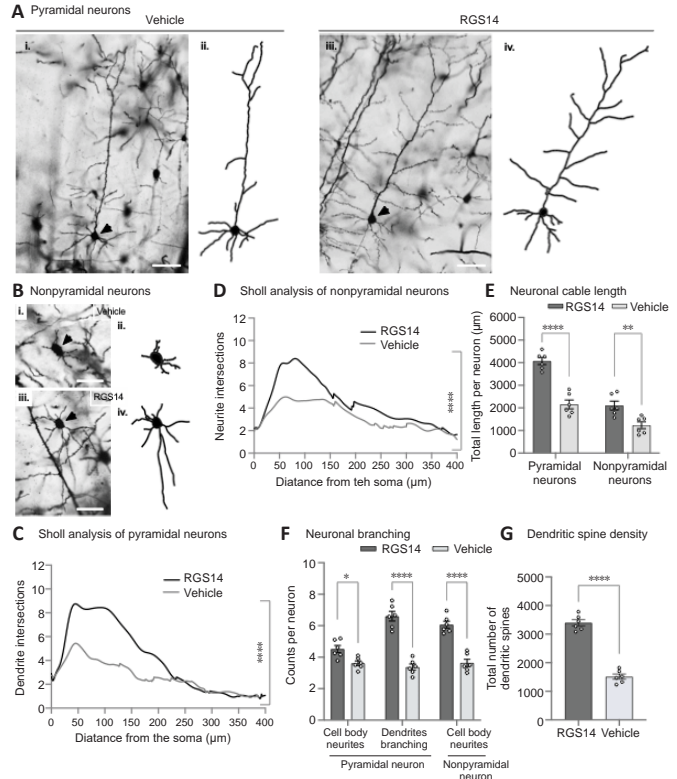 A Pyramidal neurons
Vehicle
RGS14
i.
ii.
iii.
iv.
B Nonpyramidal neurons
i.
Vehicle
ii.
iii.
RGS14
iv.
D Sholl analysis of nonpyramidal neurons
RGS14
Vehicle
Neurite intersections
12
10
8
6
4
2
0
0 50 100 150 200 250 300 350 400
Distance from teh soma (µm)
****
E Neuronal cable length
RGS14 Vehicle
Total length per neuron (µm)
6000
5000
4000
3000
2000
1000
0
**** **
Pyramidal neurons
Nonpyramidal neurons
C Sholl analysis of pyramidal neurons
RGS14
Vehicle
Dendrite intersections
12
10
8
6
4
2
0
0 50 100 150 200 250 300 350 400
Diatance from the soma (µm)
****
F Neuronal branching
RGS14 Vehicle
Counts per neuron
10
8
6
4
2
0
* **** ****
Cell body neurites
Dendrites branching
Cell body neurites
Pyramidal neuron
Nonpyramidal neuron
G Dendritic spine density
Total number of dendritic spines
5000
4000
3000
2000
1000
0
****
RGS14 Vehicle